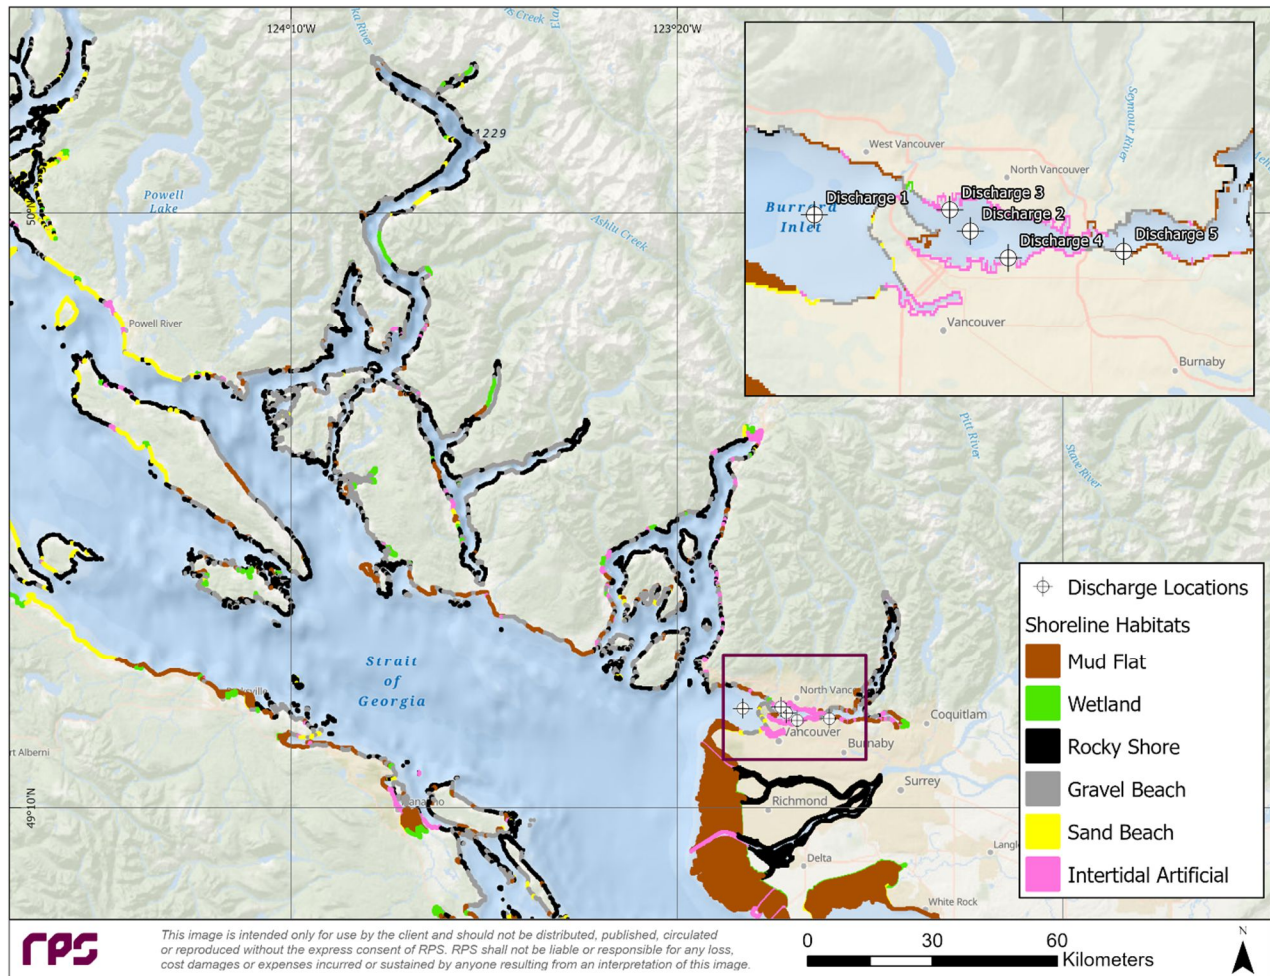 124°10'W
123°20'W
50°N
49°10'N
1229
Powell
Lake
Ashlu Creek
Powell River
Pitt River
Stave River
Strait
of
Georgia
North Vanc
Vancouver
Burnaby
Coquitlam
Surrey
Richmond
Delta
Langl
White Rock
rt Alberni
West Vancouver
North Vancouver
Seymour River
Discharge 1
Discharge 3
Discharge 2
Discharge 4
Discharge 5
Burrard
Inlet
Vancouver
Burnaby
Discharge Locations
Shoreline Habitats
Mud Flat
Wetland
Rocky Shore
Gravel Beach
Sand Beach
Intertidal Artificial
rps
This image is intended only for use by the client and should not be distributed, published, circulated
or reproduced without the express consent of RPS. RPS shall not be liable or responsible for any loss,
cost damages or expenses incurred or sustained by anyone resulting from an interpretation of this image.
0 30 60
Kilometers
N